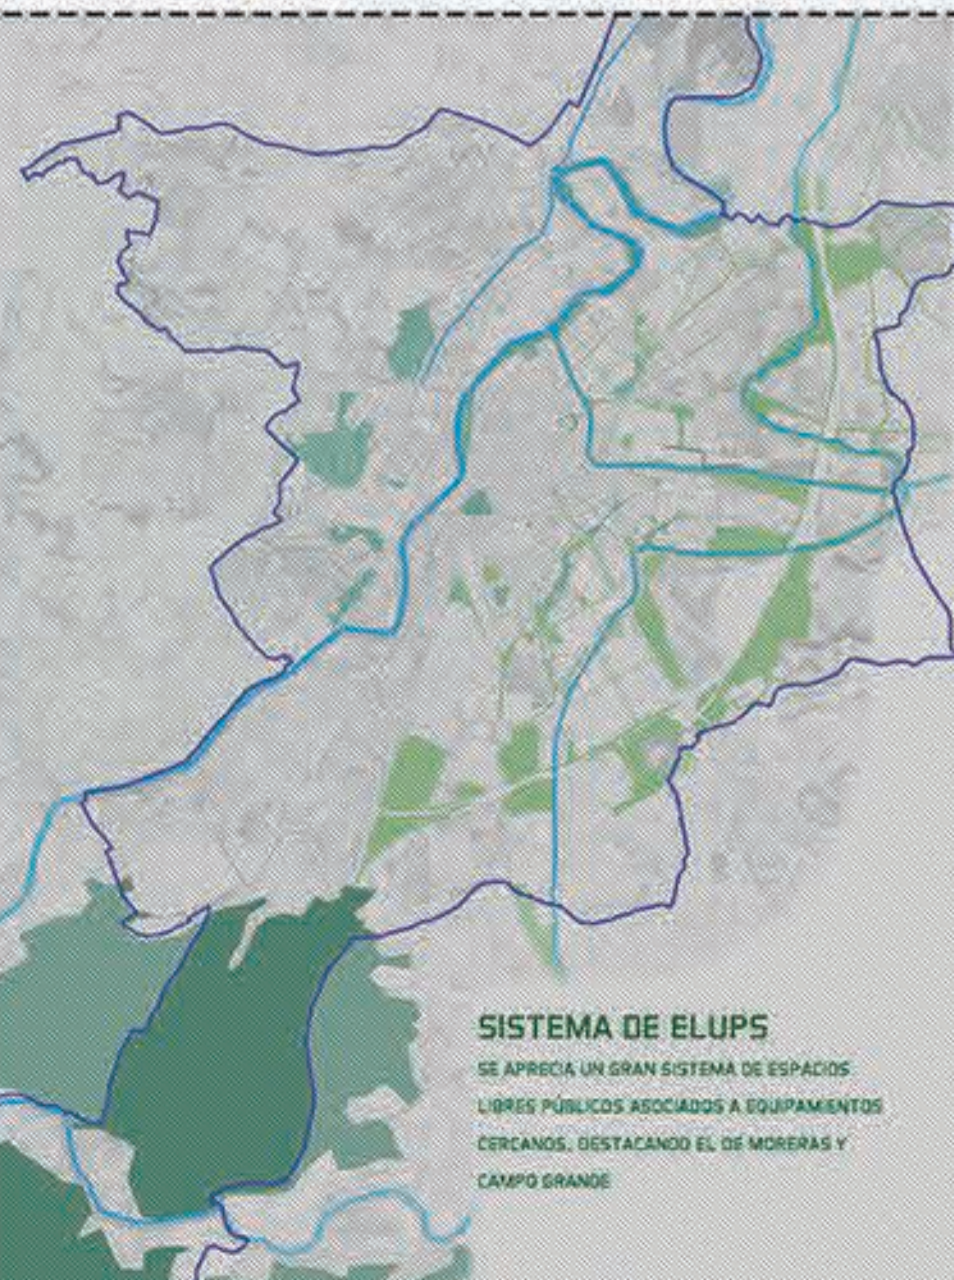 SISTEMA DE ELUPS
SE APRECIA UN GRAN SISTEMA DE ESPACIOS
LIBRES PÚBLICOS ASOCIADOS A EQUIPAMIENTOS
CERCANOS, DESTACANDO EL DE MORERAS Y
CAMPO GRANDE